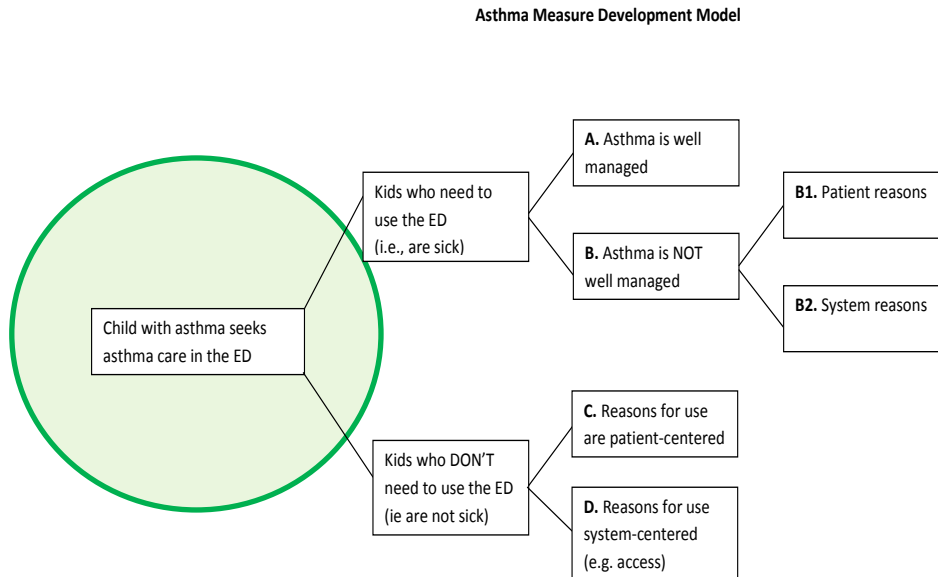 Asthma Measure Development Model
Child with asthma seeks
asthma care in the ED
Kids who need to
use the ED
(i.e., are sick)
A. Asthma is well
managed
B. Asthma is NOT
well managed
B1. Patient reasons
B2. System reasons
Kids who DON’T
need to use the ED
(ie are not sick)
C. Reasons for use
are patient-centered
D. Reasons for use
system-centered
(e.g. access)